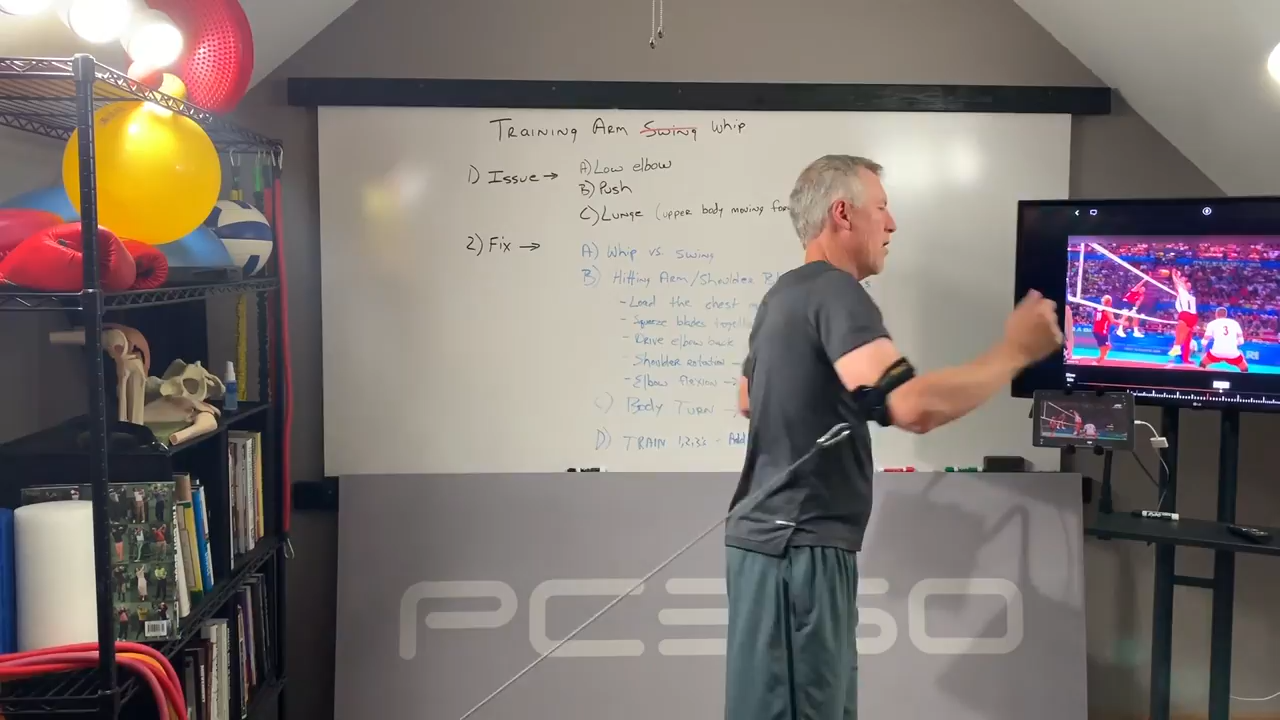 Training Arm Swing Whip
1) Issue → A) Low elbow
B) Push
C) Lunge (upper body moving for
2) Fix → A) Whip vs. Swing
B) Hitting Arm/Shoulder
- Load the chest
- Squeeze blades together
- Drive elbow back
- Shoulder rotation -
- Elbow flexion →
C) Body Turn →
D) TRAIN 1,2,3's - Add
3
PC360